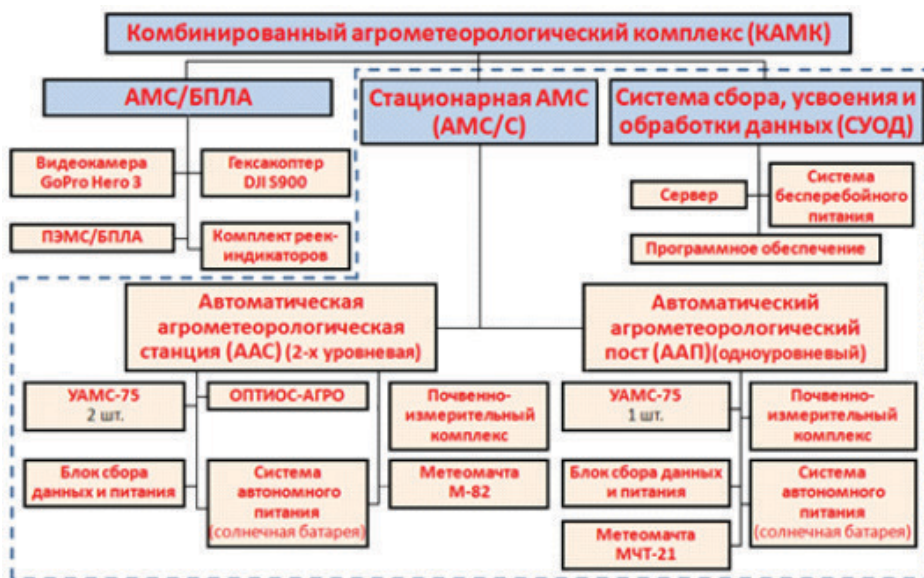 Комбинированный агрометеорологический комплекс (КАМК)
АМС/БПЛА
Стационарная АМС
(АМС/С)
Система сбора, усвоения и
обработки данных (СУОД)
Видеокамера
GoPro Hero 3
Гексакоптер
DJI S900
ПЭМС/БПЛА
Комплект реек-
индикаторов
Сервер
Система
бесперебойного
питания
Программное обеспечение
Автоматическая
агрометеорологическая
станция (ААС) (2-х уровневая)
Автоматический
агрометеорологический
пост (ААП)(одноуровневый)
УАМС-75
2 шт.
ОПТИОС-АГРО
Почвенно-
измерительный
комплекс
Блок сбора
данных и питания
Система
автономного
питания
(солнечная батарея)
Метеомачта
М-82
УАМС-75
1 шт.
Почвенно-
измерительный
комплекс
Блок сбора данных
и питания
Система
автономного
питания
(солнечная батарея)
Метеомачта
МЧТ-21